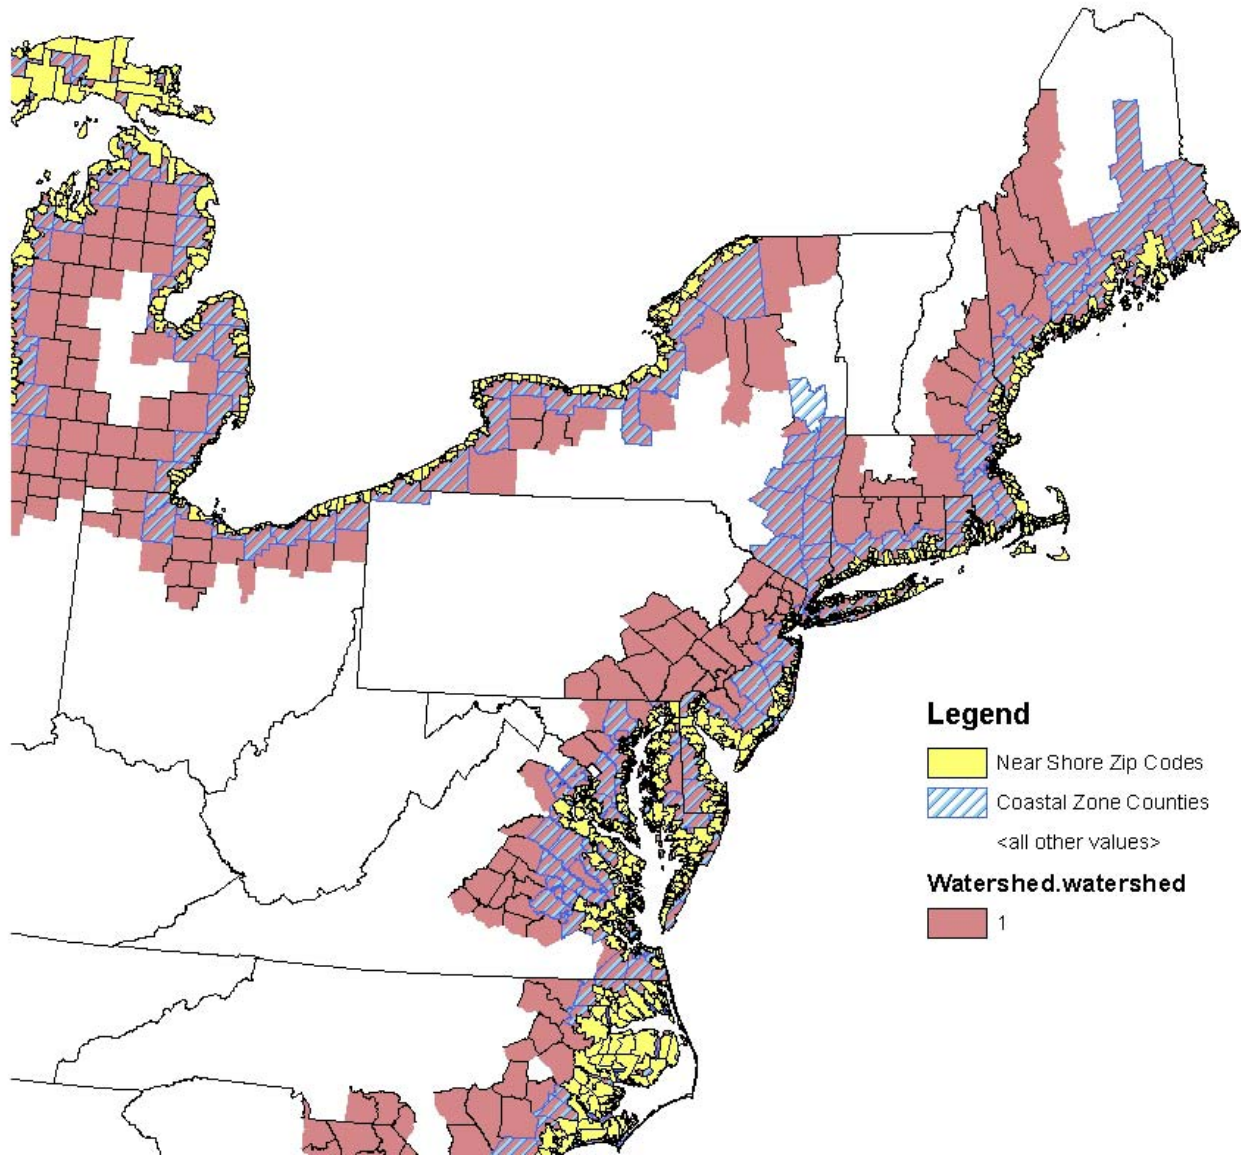 Legend
Near Shore Zip Codes
Coastal Zone Counties
<all other values>
Watershed.watershed
1